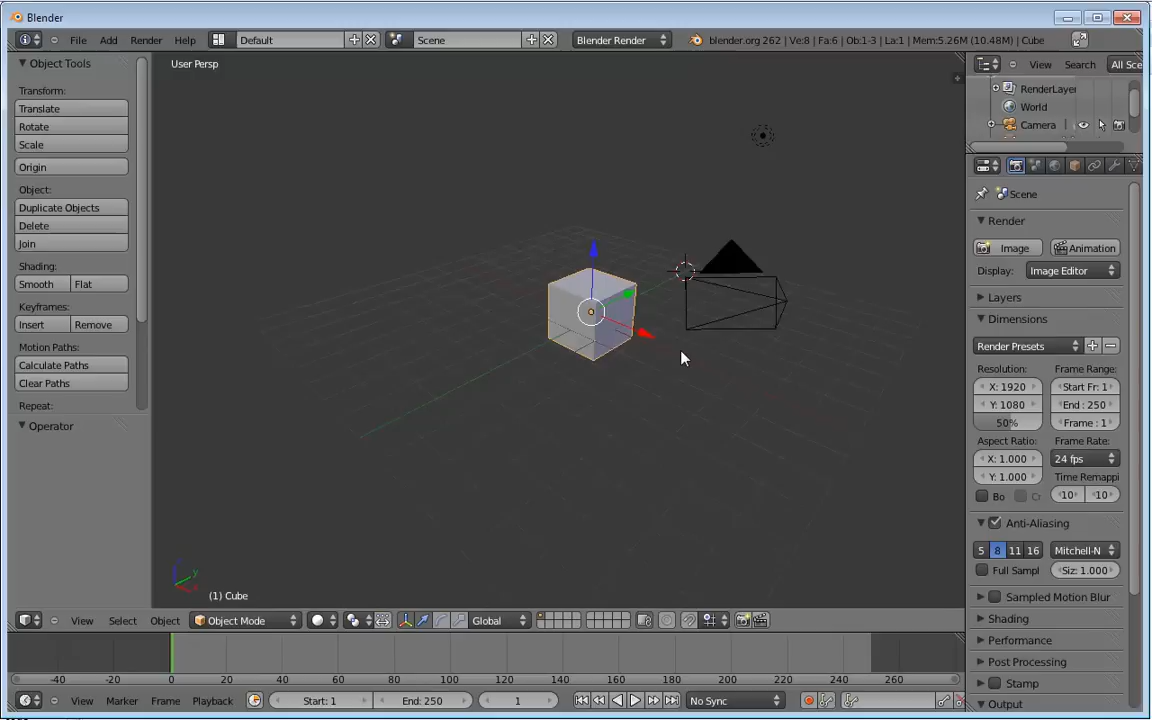 Blender
File Add Render Help Default Scene Blender Render blender.org 262 | Ve:8 | Fa:6 | Ob:1-3 | La:1 | Mem:5.26M (10.48M) | Cube
Object Tools
Transform:
Translate
Rotate
Scale
Origin
Object:
Duplicate Objects
Delete
Join
Shading:
Smooth Flat
Keyframes:
Insert Remove
Motion Paths:
Calculate Paths
Clear Paths
Repeat:
Operator
User Persp
(1) Cube
View Search All Sce
RenderLayer
World
Camera
Scene
Render
Image Animation
Display: Image Editor
Layers
Dimensions
Render Presets
Resolution: Frame Range:
X: 1920 Start Fr: 1
Y: 1080 End : 250
50% Frame : 1
Aspect Ratio: Frame Rate:
X: 1.000 24 fps
Y: 1.000 Time Remappi
Bo Cr 10 10
Anti-Aliasing
5 8 11 16 Mitchell-N
Full Sampl Siz: 1.000
Sampled Motion Blur
Shading
Performance
Post Processing
Stamp
Output
View Select Object Object Mode Global
-40 -20 0 20 40 60 80 100 120 140 160 180 200 220 240 260
View Marker Frame Playback Start: 1 End: 250 1 No Sync